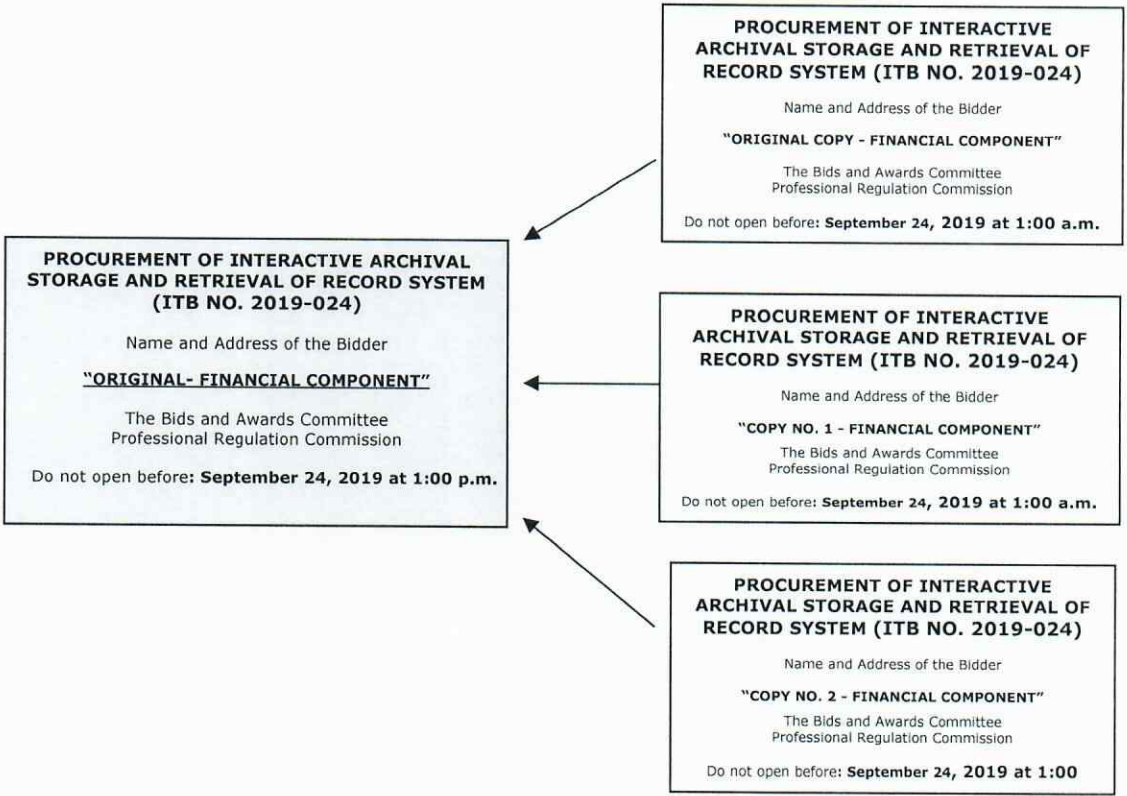 PROCUREMENT OF INTERACTIVE
ARCHIVAL STORAGE AND RETRIEVAL OF
RECORD SYSTEM (ITB NO. 2019-024)
Name and Address of the Bidder
"ORIGINAL COPY - FINANCIAL COMPONENT"
The Bids and Awards Committee
Professional Regulation Commission
Do not open before: September 24, 2019 at 1:00 a.m.
PROCUREMENT OF INTERACTIVE ARCHIVAL
STORAGE AND RETRIEVAL OF RECORD SYSTEM
(ITB NO. 2019-024)
Name and Address of the Bidder
"ORIGINAL- FINANCIAL COMPONENT"
The Bids and Awards Committee
Professional Regulation Commission
Do not open before: September 24, 2019 at 1:00 p.m.
PROCUREMENT OF INTERACTIVE
ARCHIVAL STORAGE AND RETRIEVAL OF
RECORD SYSTEM (ITB NO. 2019-024)
Name and Address of the Bidder
"COPY NO. 1 - FINANCIAL COMPONENT"
The Bids and Awards Committee
Professional Regulation Commission
Do not open before: September 24, 2019 at 1:00 a.m.
PROCUREMENT OF INTERACTIVE
ARCHIVAL STORAGE AND RETRIEVAL OF
RECORD SYSTEM (ITB NO. 2019-024)
Name and Address of the Bidder
"COPY NO. 2 - FINANCIAL COMPONENT"
The Bids and Awards Committee
Professional Regulation Commission
Do not open before: September 24, 2019 at 1:00